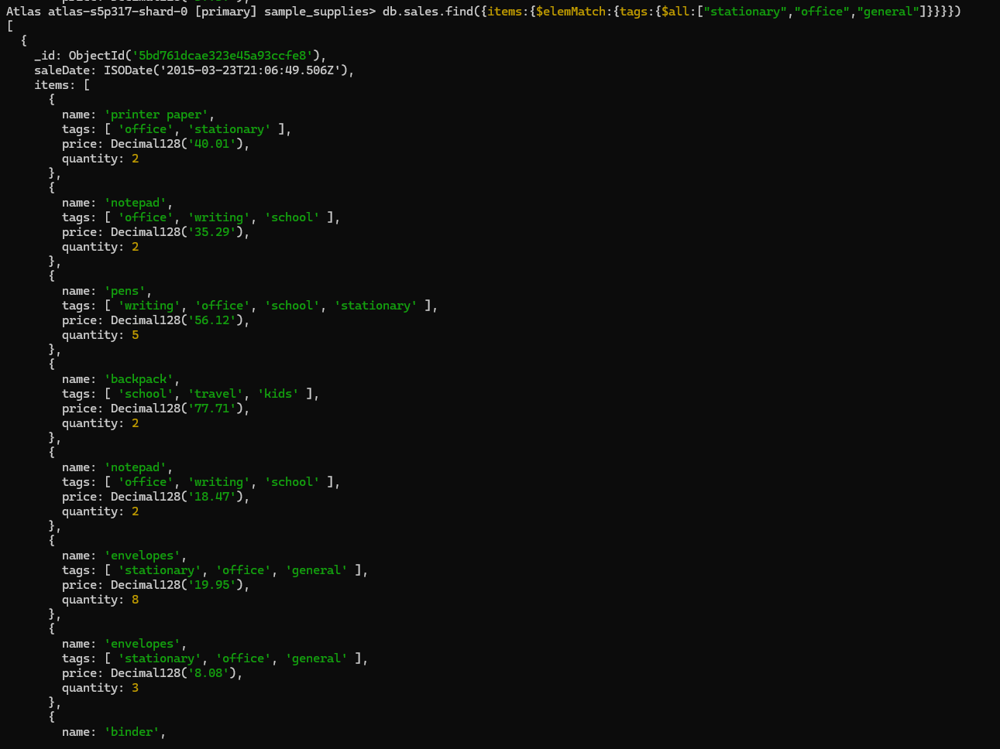 Atlas atlas-s5p317-shard-0 [primary] sample_supplies> db.sales.find({items:{$elemMatch:{tags:{$all:["stationary","office","general"]}}}})
[
  {
    _id: ObjectId('5bd761dcae323e45a93ccfe8'),
    saleDate: ISODate('2015-03-23T21:06:49.506Z'),
    items: [
      {
        name: 'printer paper',
        tags: [ 'office', 'stationary' ],
        price: Decimal128('40.01'),
        quantity: 2
      },
      {
        name: 'notepad',
        tags: [ 'office', 'writing', 'school' ],
        price: Decimal128('35.29'),
        quantity: 2
      },
      {
        name: 'pens',
        tags: [ 'writing', 'office', 'school', 'stationary' ],
        price: Decimal128('56.12'),
        quantity: 5
      },
      {
        name: 'backpack',
        tags: [ 'school', 'travel', 'kids' ],
        price: Decimal128('77.71'),
        quantity: 2
      },
      {
        name: 'notepad',
        tags: [ 'office', 'writing', 'school' ],
        price: Decimal128('18.47'),
        quantity: 2
      },
      {
        name: 'envelopes',
        tags: [ 'stationary', 'office', 'general' ],
        price: Decimal128('19.95'),
        quantity: 8
      },
      {
        name: 'envelopes',
        tags: [ 'stationary', 'office', 'general' ],
        price: Decimal128('8.08'),
        quantity: 3
      },
      {
        name: 'binder',